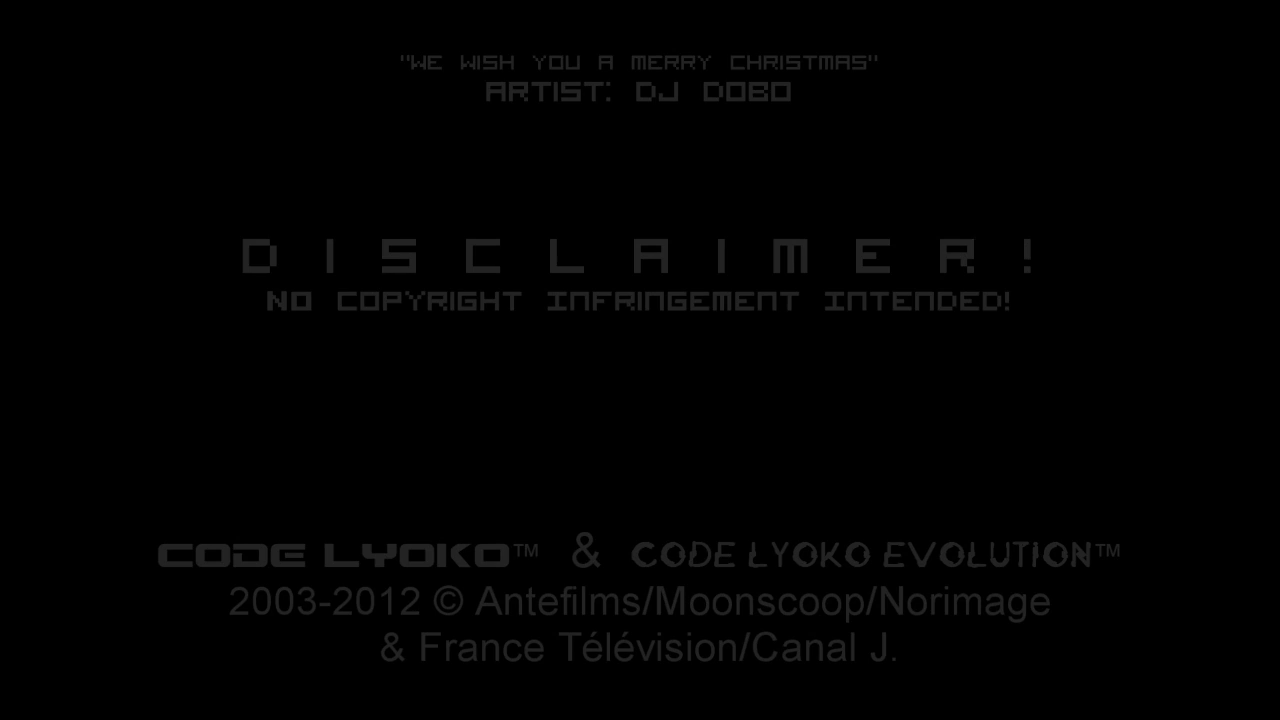 "WE WISH YOU A MERRY CHRISTMAS"
ARTIST: DJ DOBO
DISCLAIMER!
NO COPYRIGHT INFRINGEMENT INTENDED!
CODE LYOKO™ & CODE LYOKO EVOLUTION™
2003-2012 © Antefilms/Moonscoop/Norimage
& France Télévision/Canal J.